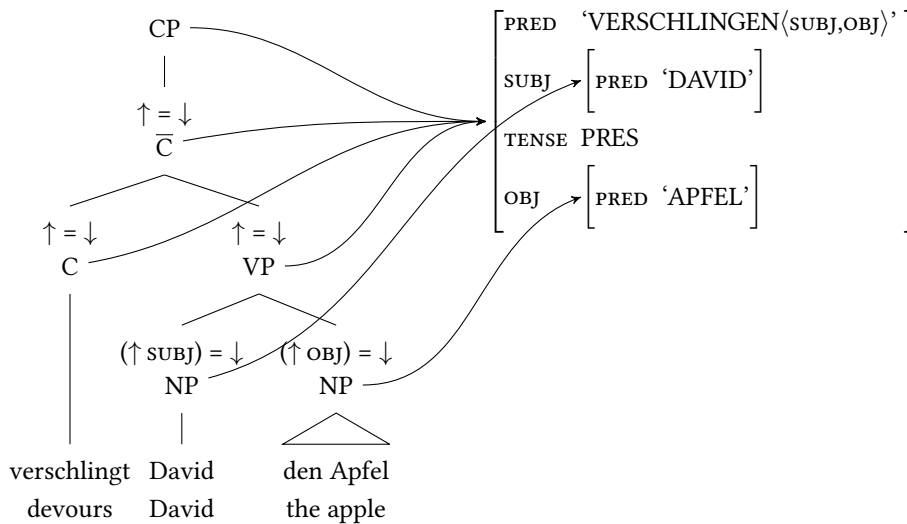 CP
↑ = ↓
C̅
↑ = ↓ ↑ = ↓
C VP
(↑ SUBJ) = ↓ (↑ OBJ) = ↓
NP NP
verschlingt David den Apfel
devours David the apple
PRED ‘VERSCHLINGEN⟨SUBJ,OBJ⟩’
SUBJ [PRED ‘DAVID’]
TENSE PRES
OBJ [PRED ‘APFEL’]